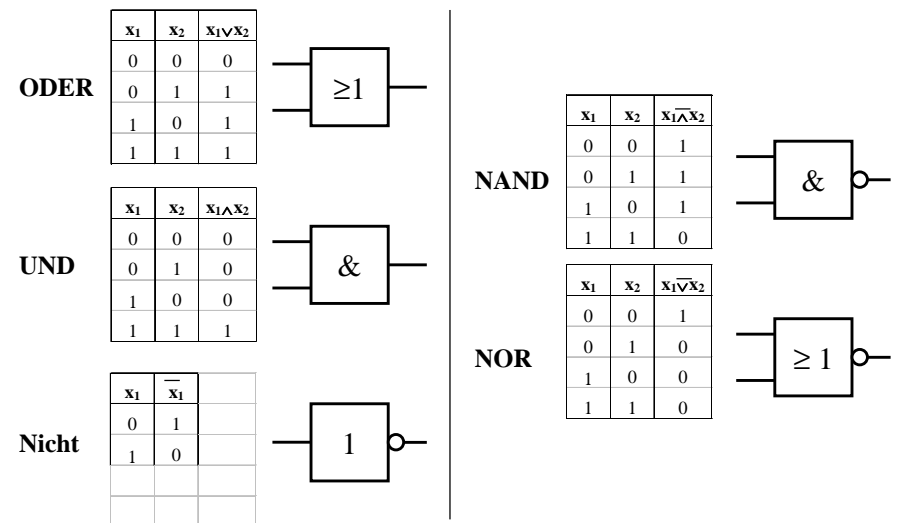 x₁ x₂ x₁∨x₂
0 0 0
ODER
0 1 1
1 0 1
1 1 1
≥1
x₁ x₂ x₁∧x₂
0 0 0
UND
0 1 0
1 0 0
1 1 1
&
x₁ x̅₁
0 1
Nicht
1 0
1
x₁ x₂ x₁⊼x₂
0 0 1
NAND
0 1 1
1 0 1
1 1 0
&
x₁ x₂ x₁⊽x₂
0 0 1
NOR
0 1 0
1 0 0
1 1 0
≥ 1